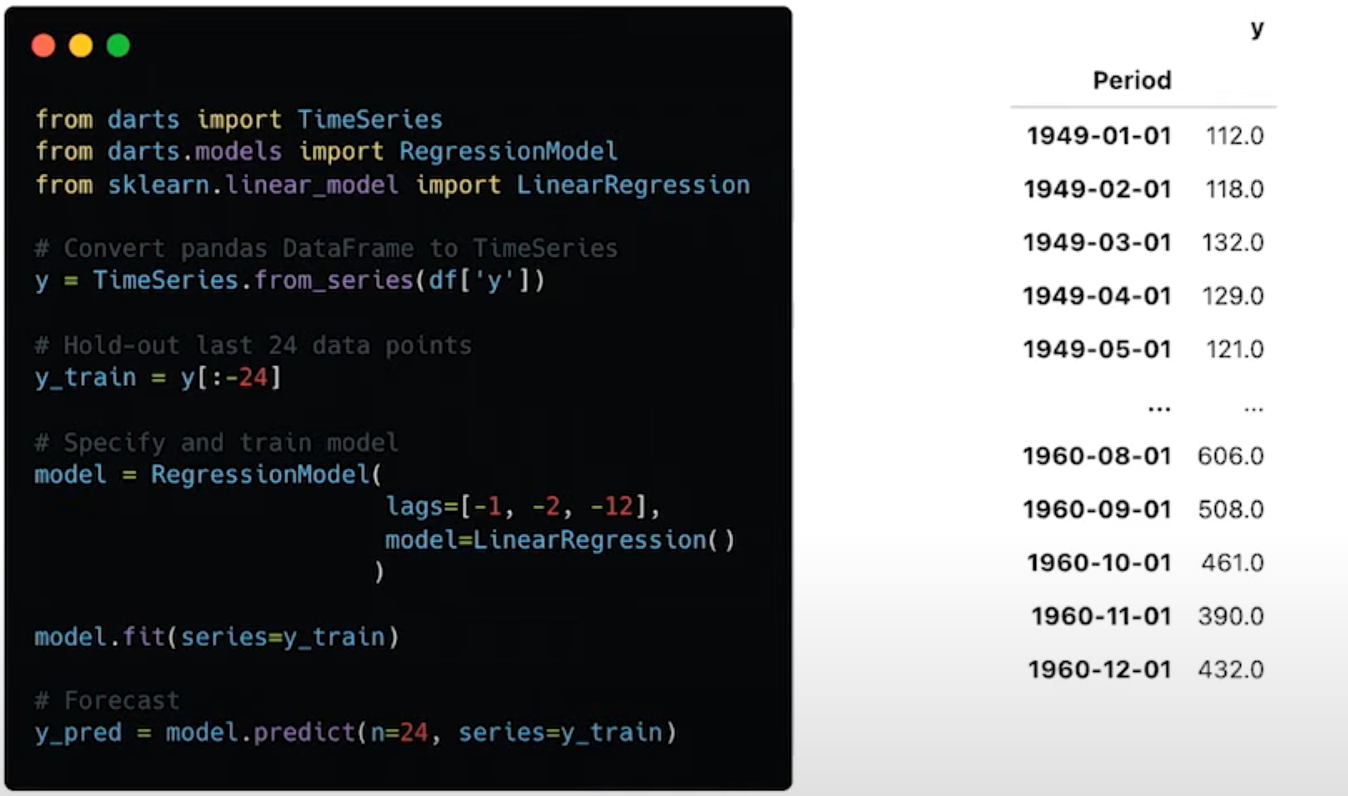 from darts import TimeSeries
from darts.models import RegressionModel
from sklearn.linear_model import LinearRegression
# Convert pandas DataFrame to TimeSeries
y = TimeSeries.from_series(df['y'])
# Hold-out last 24 data points
y_train = y[:-24]
# Specify and train model
model = RegressionModel(
lags=[-1, -2, -12],
model=LinearRegression()
)
model.fit(series=y_train)
# Forecast
y_pred = model.predict(n=24, series=y_train)
y
Period
1949-01-01 112.0
1949-02-01 118.0
1949-03-01 132.0
1949-04-01 129.0
1949-05-01 121.0
... ...
1960-08-01 606.0
1960-09-01 508.0
1960-10-01 461.0
1960-11-01 390.0
1960-12-01 432.0